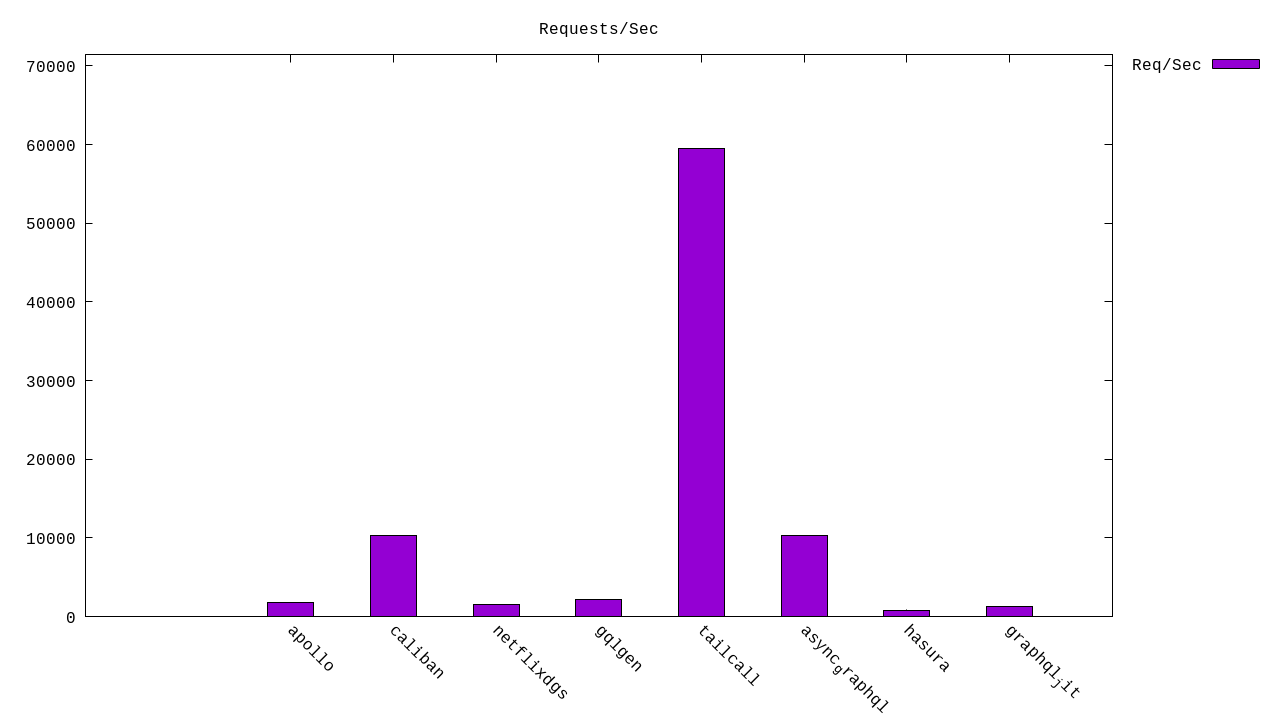 Requests/Sec
Req/Sec
70000
60000
50000
40000
30000
20000
10000
0
apollo
caliban
netflixdgs
gqlgen
tailcall
async_graphql
hasura
graphql_jit